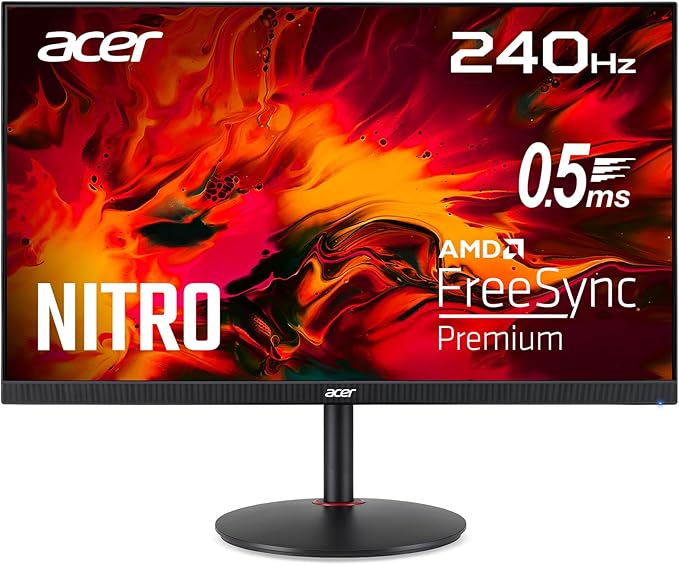 acer
240Hz
0.5ms
AMD
FreeSync
Premium
NITRO
acer